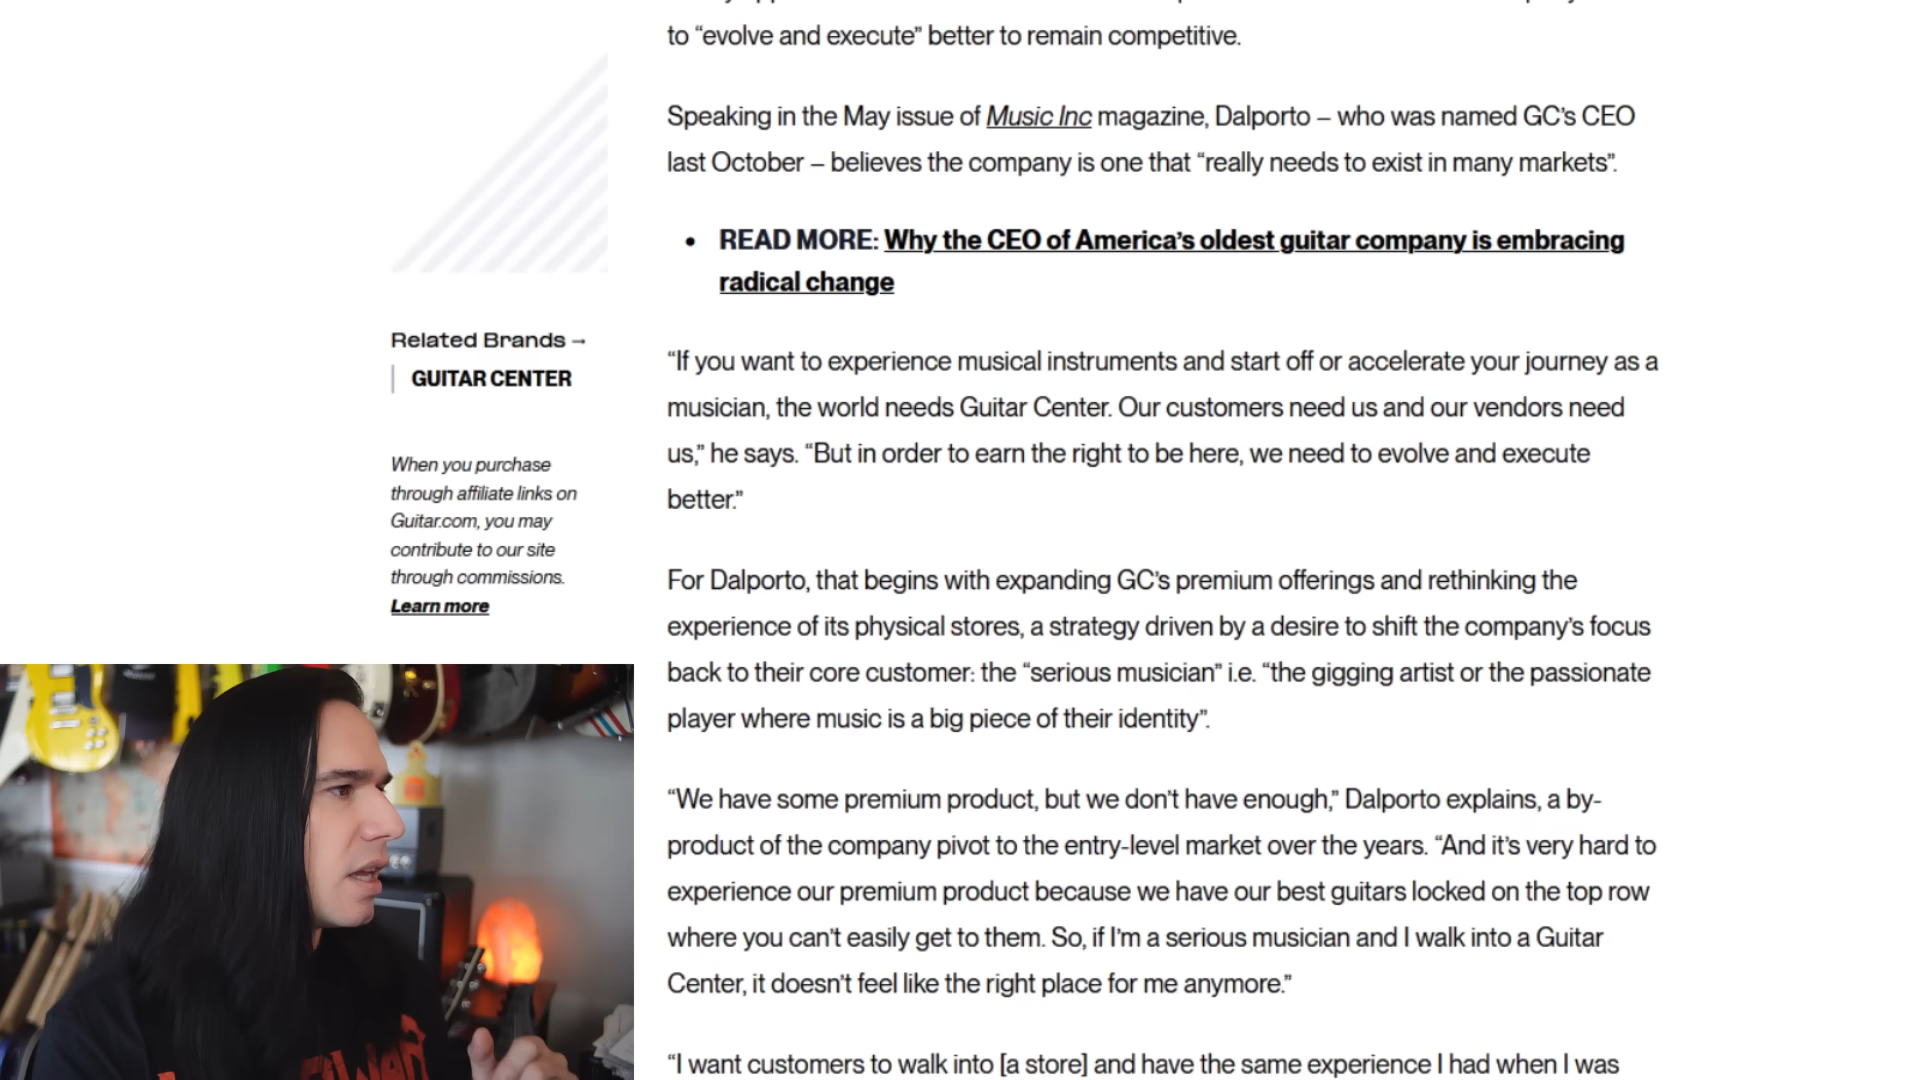 to “evolve and execute” better to remain competitive.
Speaking in the May issue of Music Inc magazine, Dalporto – who was named GC’s CEO
last October – believes the company is one that “really needs to exist in many markets”.
• READ MORE: Why the CEO of America’s oldest guitar company is embracing
radical change
Related Brands →
GUITAR CENTER
When you purchase
through affiliate links on
Guitar.com, you may
contribute to our site
through commissions.
Learn more
“If you want to experience musical instruments and start off or accelerate your journey as a
musician, the world needs Guitar Center. Our customers need us and our vendors need
us,” he says. “But in order to earn the right to be here, we need to evolve and execute
better.”
For Dalporto, that begins with expanding GC’s premium offerings and rethinking the
experience of its physical stores, a strategy driven by a desire to shift the company’s focus
back to their core customer: the “serious musician” i.e. “the gigging artist or the passionate
player where music is a big piece of their identity”.
“We have some premium product, but we don’t have enough,” Dalporto explains, a by-
product of the company pivot to the entry-level market over the years. “And it’s very hard to
experience our premium product because we have our best guitars locked on the top row
where you can’t easily get to them. So, if I’m a serious musician and I walk into a Guitar
Center, it doesn’t feel like the right place for me anymore.”
“I want customers to walk into [a store] and have the same experience I had when I was